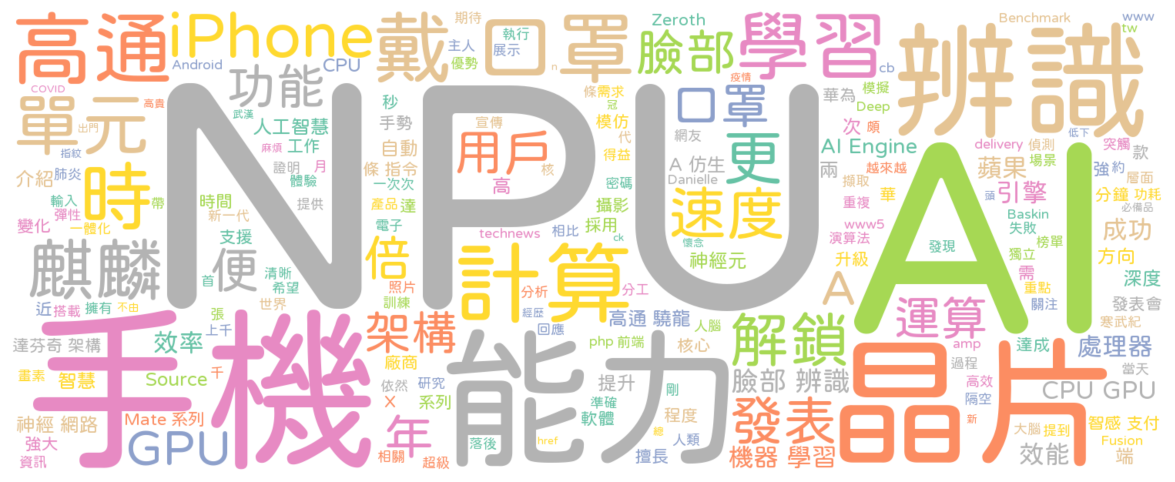 高通
iPhone
戴口罩
臉部
學習
辨識
NPU
AI
手機
能力
晶片
計算
單元
功能
時
麒麟
便
倍
用戶
更
速度
口罩
架構
解鎖
運算
年
GPU
發表
A
效率
Source
Mate 系列
神經 網路
智慧
達芬奇 架構
人工智慧
工作
變化
介紹
肺炎
輸入
彈性
一體化
帶
時間
新一代
支援
首
清晰
希望
世界
近
搭載
擁有
張
上千
千
畫素
強大
資訊
Android
COVID
高貴
出門
指紋
武漢
麻煩
證明
月
體驗
提供
CPU
主人
優勢
期待
執行
展示
n
秒
手勢
自動
條 指令
一次次
產品
達
電子
照片
訓練
宣傳
高
核
technews
相比
ck
採用
攝影
密碼
得益
代
模仿
條需求
冠
Zeroth
疫情
cb
網友
A 仿生
Danielle
懷念
神經元
分析
分工
經歷
回應
高通 驍龍
人腦
php 前端
核心
廠商
依然
研究
X
系列
相關
超級
落後
提升
準確
軟體
href
總
剛
程度
人類
擅長
臉部 辨識
機器 學習
華為
模擬
Deep
次
頗
AI Engine
兩
越來越
擷取
華
重複
www5
演算法
升級
Benchmark
www
tw
低下
delivery
偵測
突觸
蘋果
場景
強
約
款
層面
頭
引擎
分鐘
功耗
必備品
Baskin
失敗
榜單
成功
發現
獨立
方向
需
重點
深度
關注
發表會
寒武紀
amp
達成
處理器
過程
當天
高效
隔空
CPU GPU
新
大腦
提到
智感 支付
Fusion
效能
端